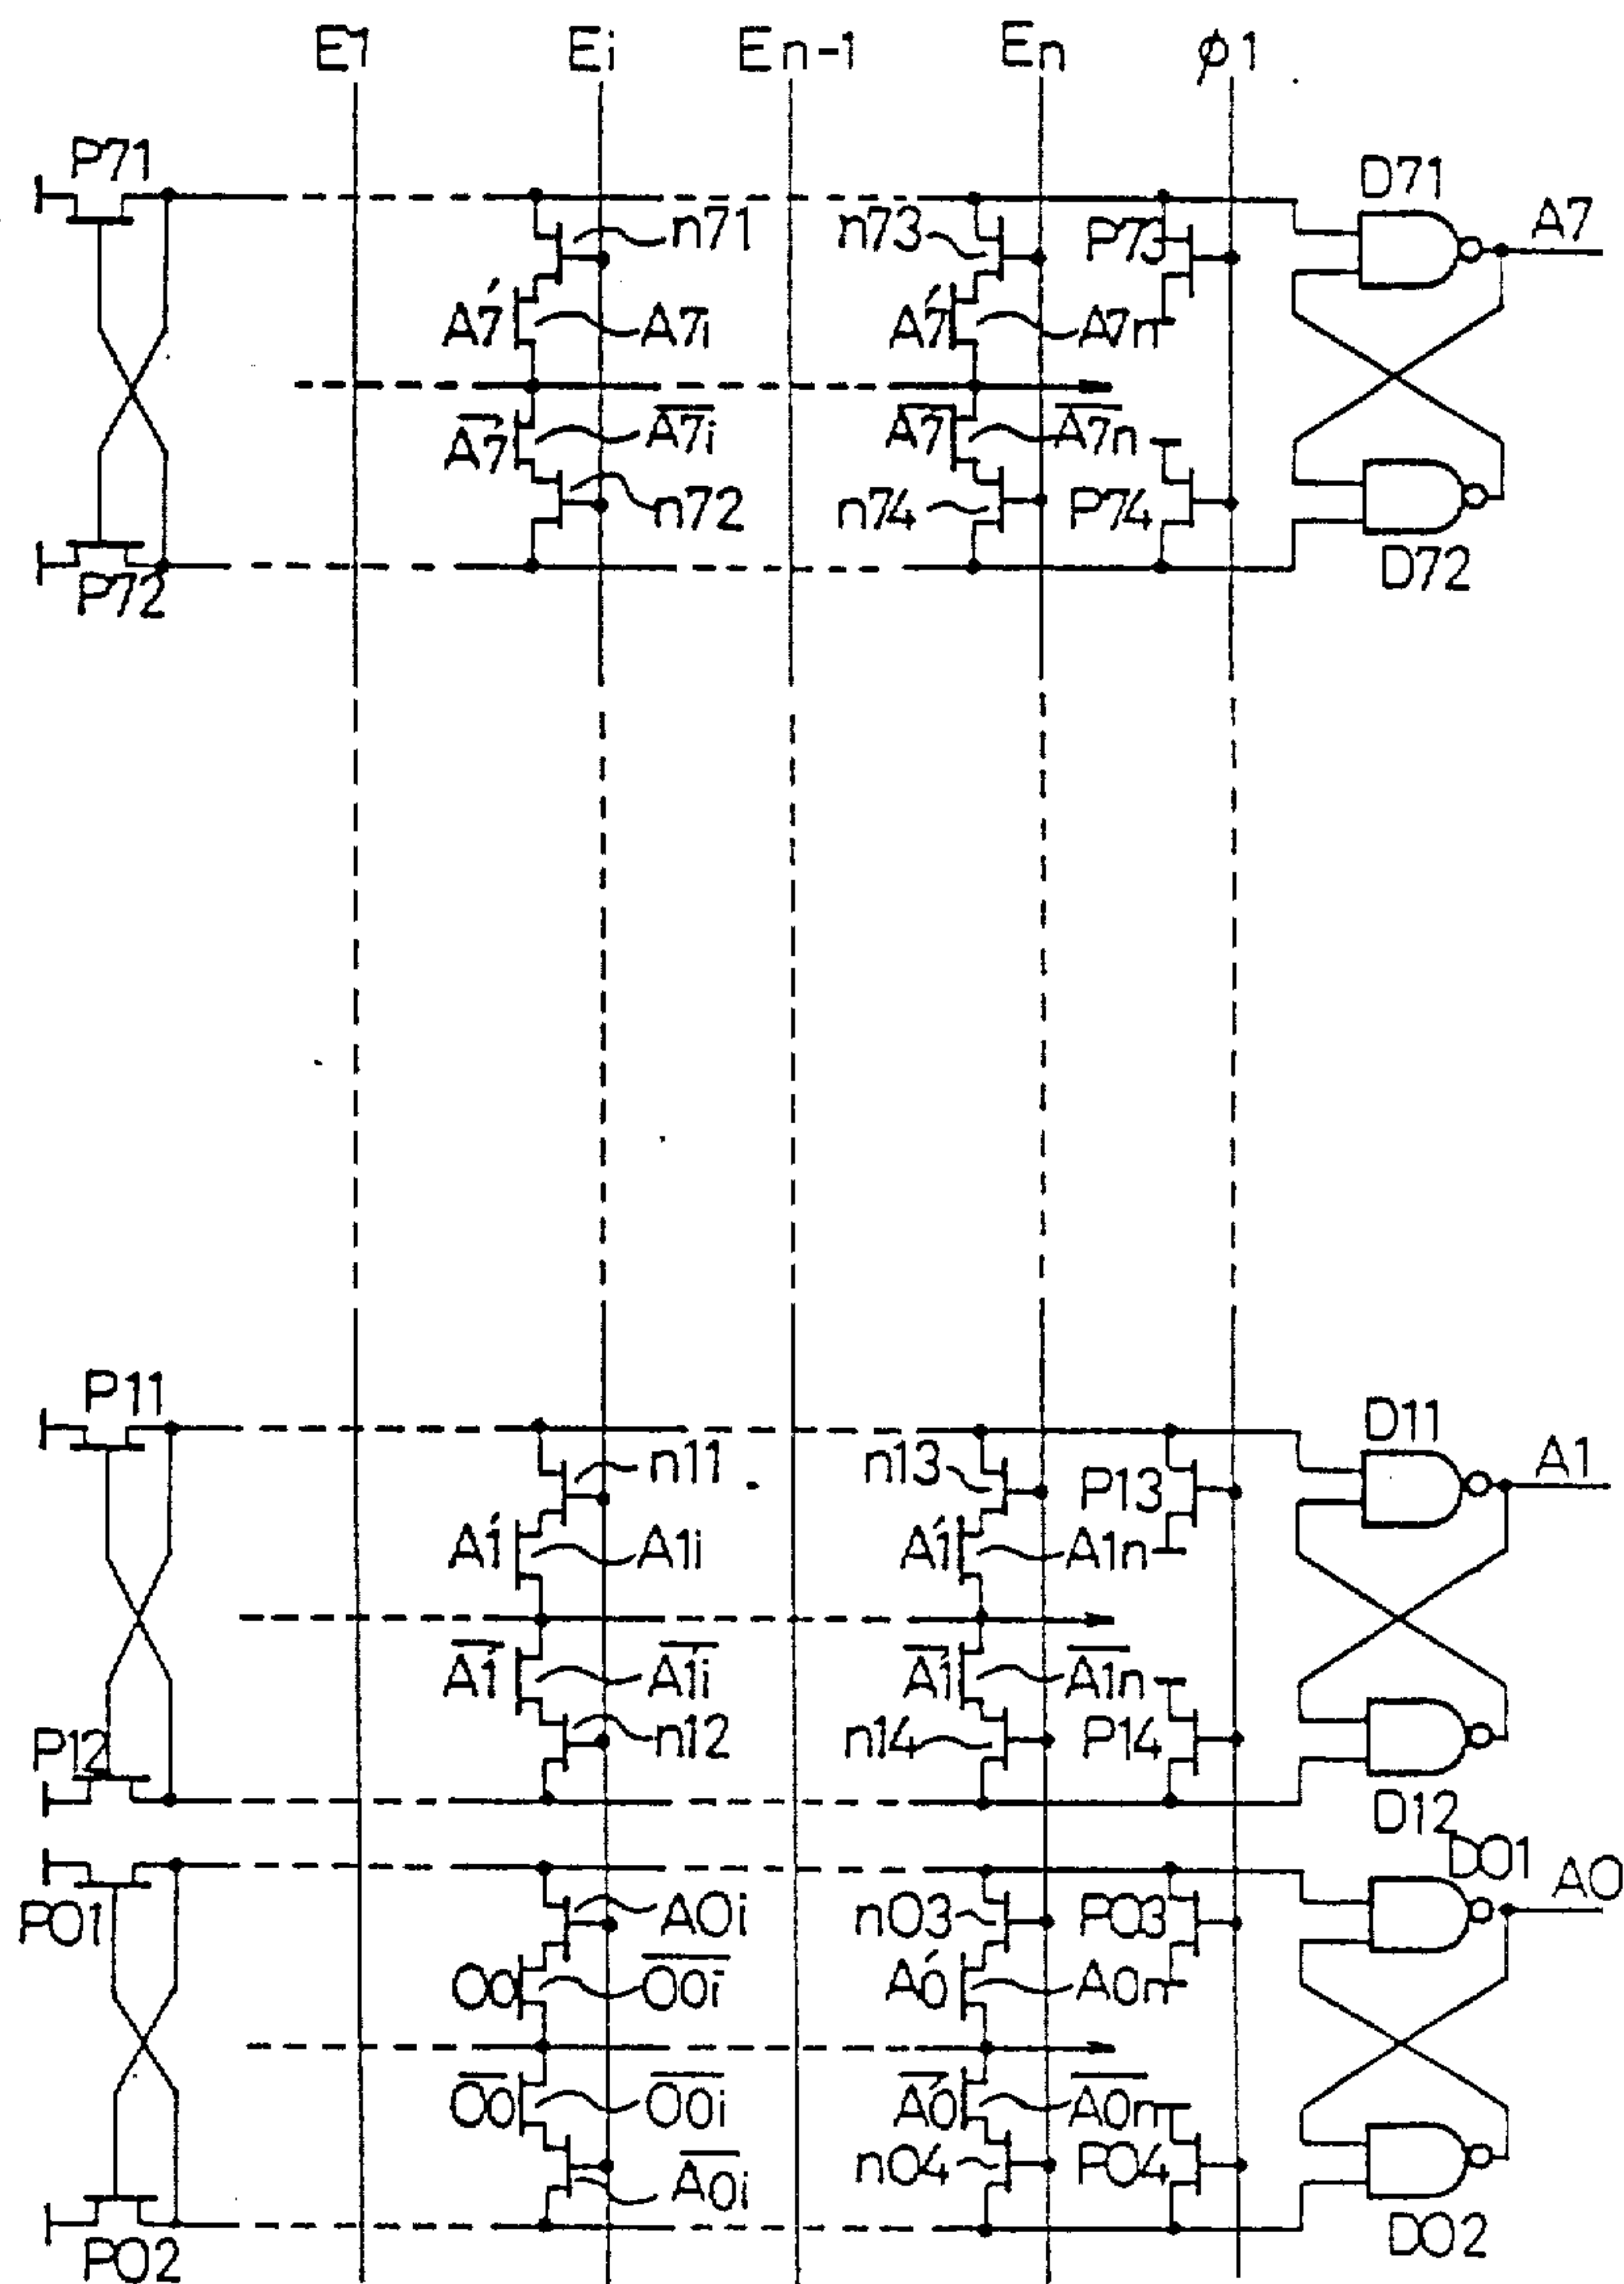 E1 Ei En-1 En ϕ1
P71 D71 A7
n71 n73 P73
A7' A7i A7' A7n
A7' A7i A7' A7n
n72 n74 P74
P72 D72
P11 D11 A1
n11 n13 P13
A1' A1i A1' A1n
A1' A1i A1' A1n
P12 n12 n14 P14
D12
D01 A0
P01 A0i n03 P03
O0 O0i A0' A0n
O0 O0i A0' A0n
A0i n04 P04
P02 D02